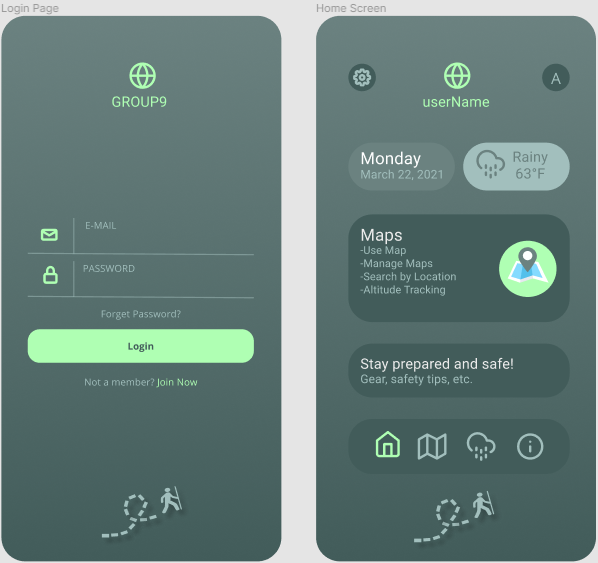 Login Page
GROUP9
E-MAIL
PASSWORD
Forget Password?
Login
Not a member? Join Now
Home Screen
A
userName
Monday
March 22, 2021
Rainy
63°F
Maps
-Use Map
-Manage Maps
-Search by Location
-Altitude Tracking
Stay prepared and safe!
Gear, safety tips, etc.